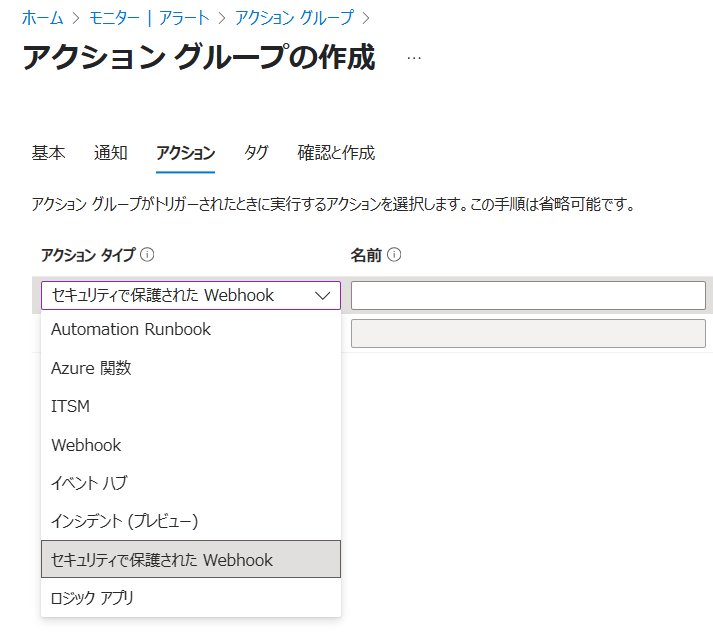 ホーム > モニター | アラート > アクション グループ >
アクション グループの作成 …
基本 通知 アクション タグ 確認と作成
アクション グループがトリガーされたときに実行するアクションを選択します。この手順は省略可能です。
アクション タイプ 名前
セキュリティで保護された Webhook
Automation Runbook
Azure 関数
ITSM
Webhook
イベント ハブ
インシデント (プレビュー)
セキュリティで保護された Webhook
ロジック アプリ